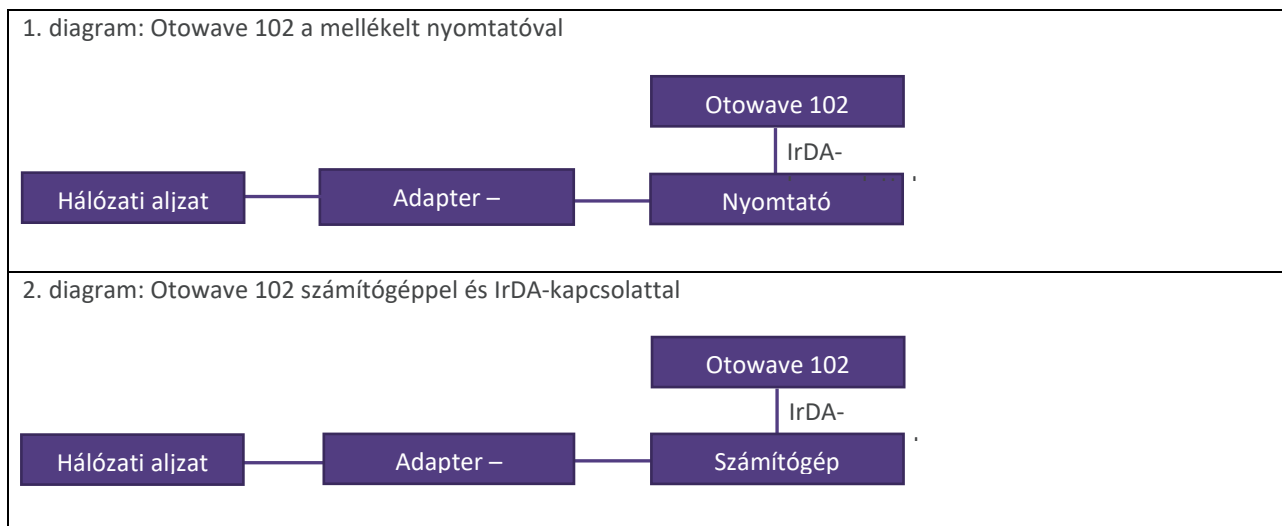 1. diagram: Otowave 102 a mellékelt nyomtatóval
Otowave 102
IrDA-
Hálózati aljzat
Adapter –
Nyomtató
2. diagram: Otowave 102 számítógéppel és IrDA-kapcsolattal
Otowave 102
IrDA-
Hálózati aljzat
Adapter –
Számítógép